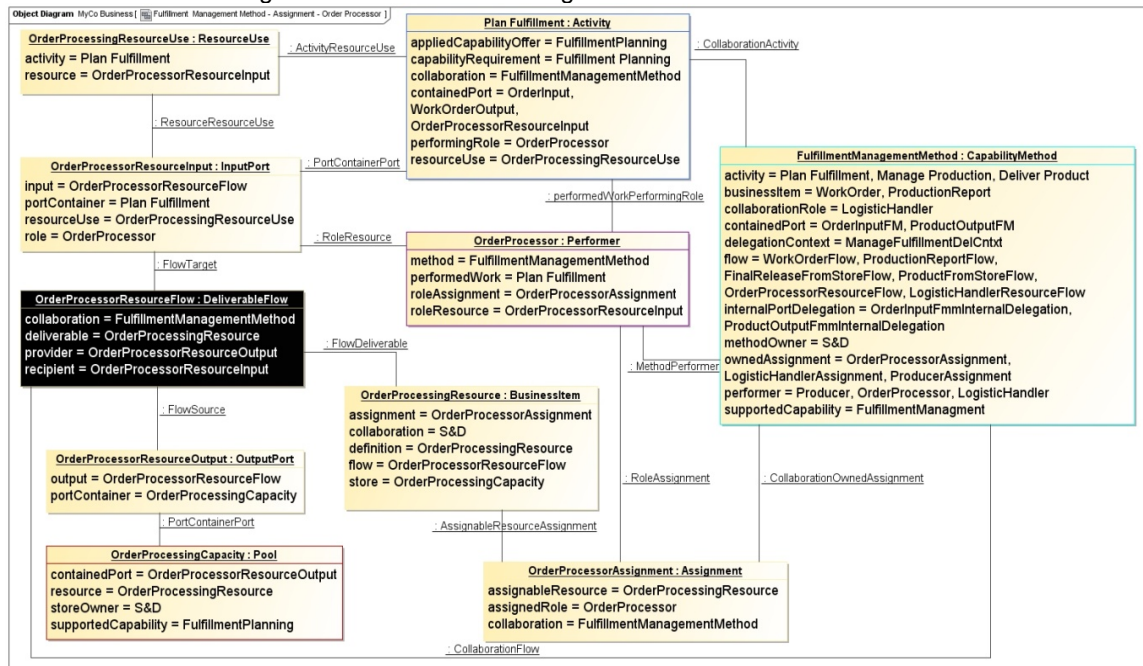 Object Diagram MyCo Business [ Fulfillment Management Method - Assignment - Order Processor ]
OrderProcessingResourceUse : ResourceUse
activity = Plan Fulfillment
resource = OrderProcessorResourceInput
: ActivityResourceUse
Plan Fulfillment : Activity
appliedCapabilityOffer = FulfillmentPlanning
capabilityRequirement = Fulfillment Planning
collaboration = FulfillmentManagementMethod
containedPort = OrderInput,
WorkOrderOutput,
OrderProcessorResourceInput
performingRole = OrderProcessor
resourceUse = OrderProcessingResourceUse
: CollaborationActivity
: ResourceResourceUse
OrderProcessorResourceInput : InputPort
input = OrderProcessorResourceFlow
portContainer = Plan Fulfillment
resourceUse = OrderProcessingResourceUse
role = OrderProcessor
: PortContainerPort
: performedWorkPerformingRole
FulfillmentManagementMethod : CapabilityMethod
activity = Plan Fulfillment, Manage Production, Deliver Product
businessItem = WorkOrder, ProductionReport
collaborationRole = LogisticHandler
containedPort = OrderInputFM, ProductOutputFM
delegationContext = ManageFulfillmentDelCntxt
flow = WorkOrderFlow, ProductionReportFlow,
FinalReleaseFromStoreFlow, ProductFromStoreFlow,
OrderProcessorResourceFlow, LogisticHandlerResourceFlow
internalPortDelegation = OrderInputFmmInternalDelegation,
ProductOutputFmmInternalDelegation
methodOwner = S&D
ownedAssignment = OrderProcessorAssignment,
LogisticHandlerAssignment, ProducerAssignment
performer = Producer, OrderProcessor, LogisticHandler
supportedCapability = FulfillmentManagment
: RoleResource
OrderProcessor : Performer
method = FulfillmentManagementMethod
performedWork = Plan Fulfillment
roleAssignment = OrderProcessorAssignment
roleResource = OrderProcessorResourceInput
: FlowTarget
OrderProcessorResourceFlow : DeliverableFlow
collaboration = FulfillmentManagementMethod
deliverable = OrderProcessingResource
provider = OrderProcessorResourceOutput
recipient = OrderProcessorResourceInput
: FlowDeliverable
: MethodPerformer
: FlowSource
OrderProcessingResource : BusinessItem
assignment = OrderProcessorAssignment
collaboration = S&D
definition = OrderProcessingResource
flow = OrderProcessorResourceFlow
store = OrderProcessingCapacity
OrderProcessorResourceOutput : OutputPort
output = OrderProcessorResourceFlow
portContainer = OrderProcessingCapacity
: RoleAssignment
: CollaborationOwnedAssignment
: PortContainerPort
: AssignableResourceAssignment
OrderProcessingCapacity : Pool
containedPort = OrderProcessorResourceOutput
resource = OrderProcessingResource
storeOwner = S&D
supportedCapability = FulfillmentPlanning
OrderProcessorAssignment : Assignment
assignableResource = OrderProcessingResource
assignedRole = OrderProcessor
collaboration = FulfillmentManagementMethod
: CollaborationFlow